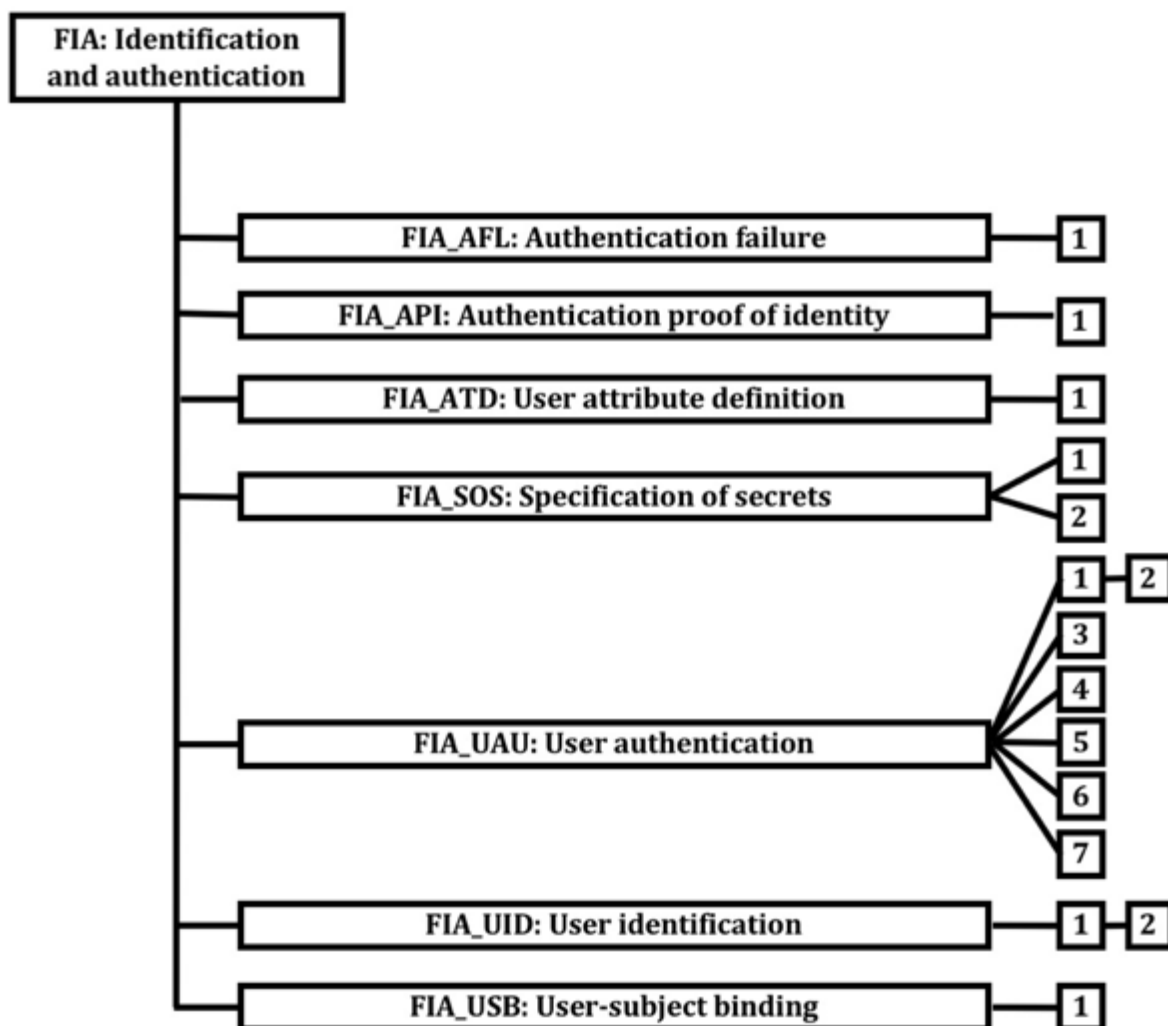 FIA: Identification
and authentication
FIA_AFL: Authentication failure
1
FIA_API: Authentication proof of identity
1
FIA_ATD: User attribute definition
1
FIA_SOS: Specification of secrets
1
2
FIA_UAU: User authentication
1 2
3
4
5
6
7
FIA_UID: User identification
1 2
FIA_USB: User-subject binding
1